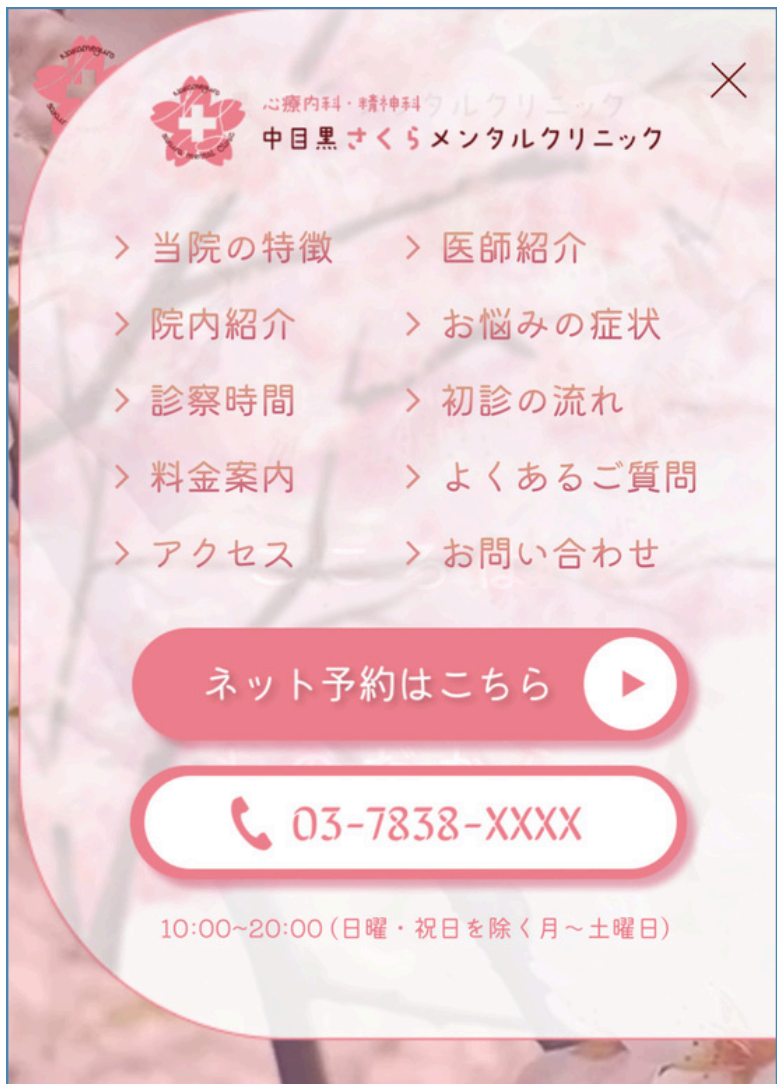 Nakameguro
心療内科・精神科
中目黒さくらメンタルクリニック
当院の特徴
医師紹介
院内紹介
お悩みの症状
診察時間
初診の流れ
料金案内
よくあるご質問
アクセス
お問い合わせ
ネット予約はこちら
03-7838-XXXX
10:00~20:00(日曜・祝日を除く月〜土曜日)